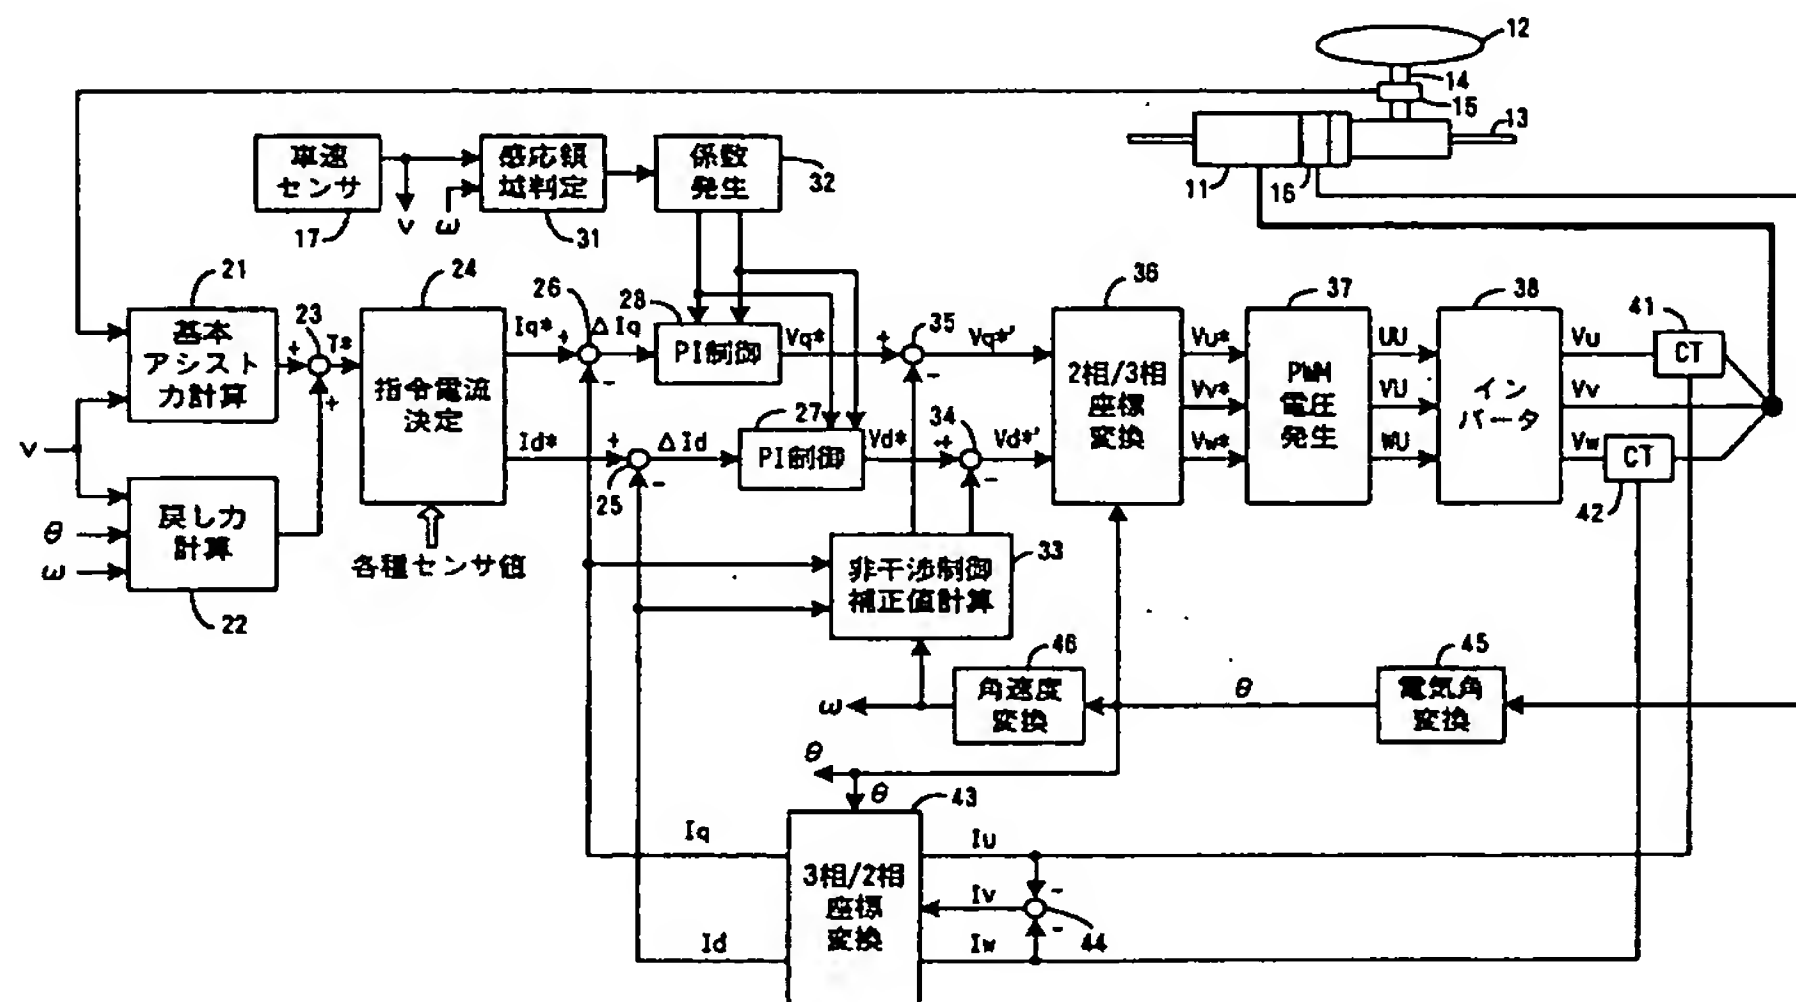 12
14
15
13
11
16
車速
センサ
17
V
ω
感応領
域判定
31
係数
発生
32
21
基本
アシスト
力計算
23
T*
+
+
24
指令電流
決定
各種センサ値
V
θ
ω
戻し力
計算
22
Iq*
+
26
-
ΔIq
28
PI制御
Vq*
+
35
-
Vq*'
Id*
+
25
-
ΔId
27
PI制御
Vd*
+
34
-
Vd*'
36
2相/3相
座標
変換
Vu*
Vv*
Vw*
37
PWM
電圧
発生
UU
VU
WU
38
イン
バータ
Vu
Vv
Vw
41
CT
CT
42
非干渉制御
補正値計算
33
46
角速度
変換
ω
θ
45
電気角
変換
θ
θ
43
3相/2相
座標
変換
Iq
Id
Iu
Iv
Iw
-
-
44